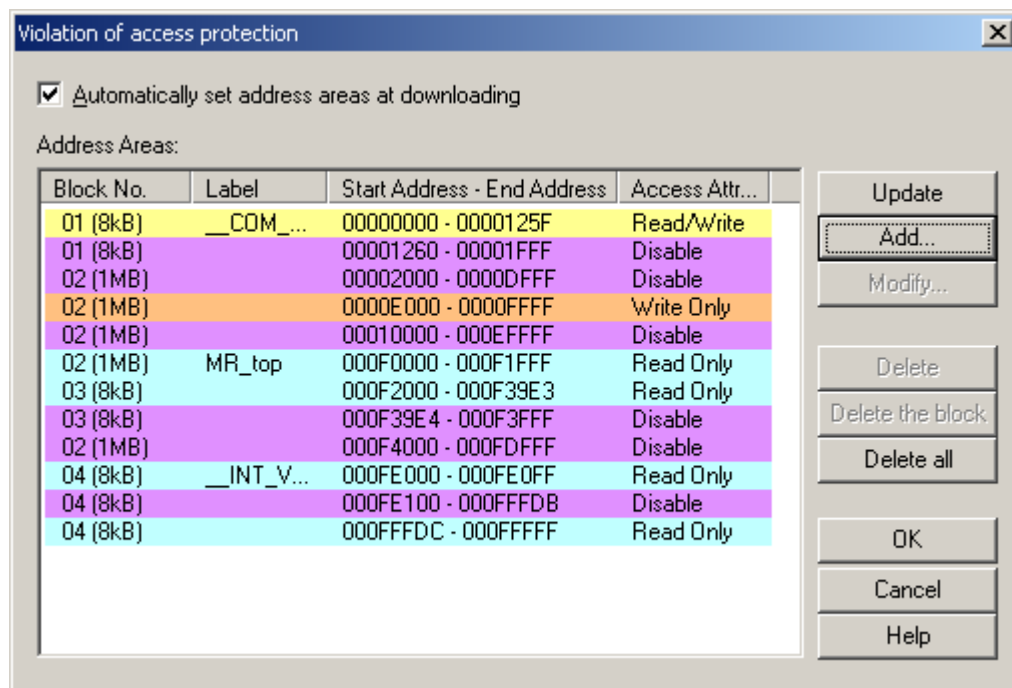 Violation of access protection
Automatically set address areas at downloading
Address Areas:
Block No. Label Start Address - End Address Access Attr...
01 (8kB) __COM_... 00000000 - 0000125F Read/Write
01 (8kB) 00001260 - 00001FFF Disable
02 (1MB) 00002000 - 0000DFFF Disable
02 (1MB) 0000E000 - 0000FFFF Write Only
02 (1MB) 00010000 - 000EFFFF Disable
02 (1MB) MR_top 000F0000 - 000F1FFF Read Only
03 (8kB) 000F2000 - 000F39E3 Read Only
03 (8kB) 000F39E4 - 000F3FFF Disable
02 (1MB) 000F4000 - 000FDFFF Disable
04 (8kB) __INT_V... 000FE000 - 000FE0FF Read Only
04 (8kB) 000FE100 - 000FFFDB Disable
04 (8kB) 000FFFDC - 000FFFFF Read Only
Update
Add...
Modify...
Delete
Delete the block
Delete all
OK
Cancel
Help